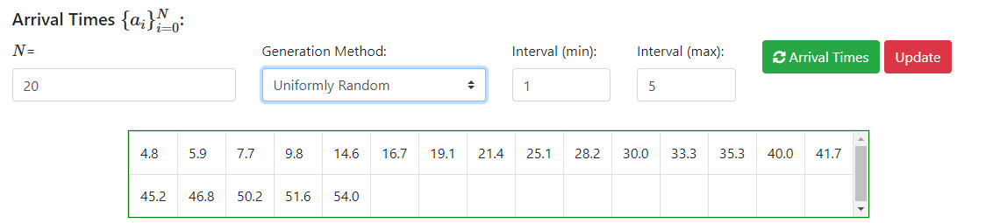 Arrival Times {aᵢ}ᴺᵢ₌₀:
N= Generation Method: Interval (min): Interval (max): Arrival Times Update
20 Uniformly Random 1 5
4.8 5.9 7.7 9.8 14.6 16.7 19.1 21.4 25.1 28.2 30.0 33.3 35.3 40.0 41.7
45.2 46.8 50.2 51.6 54.0